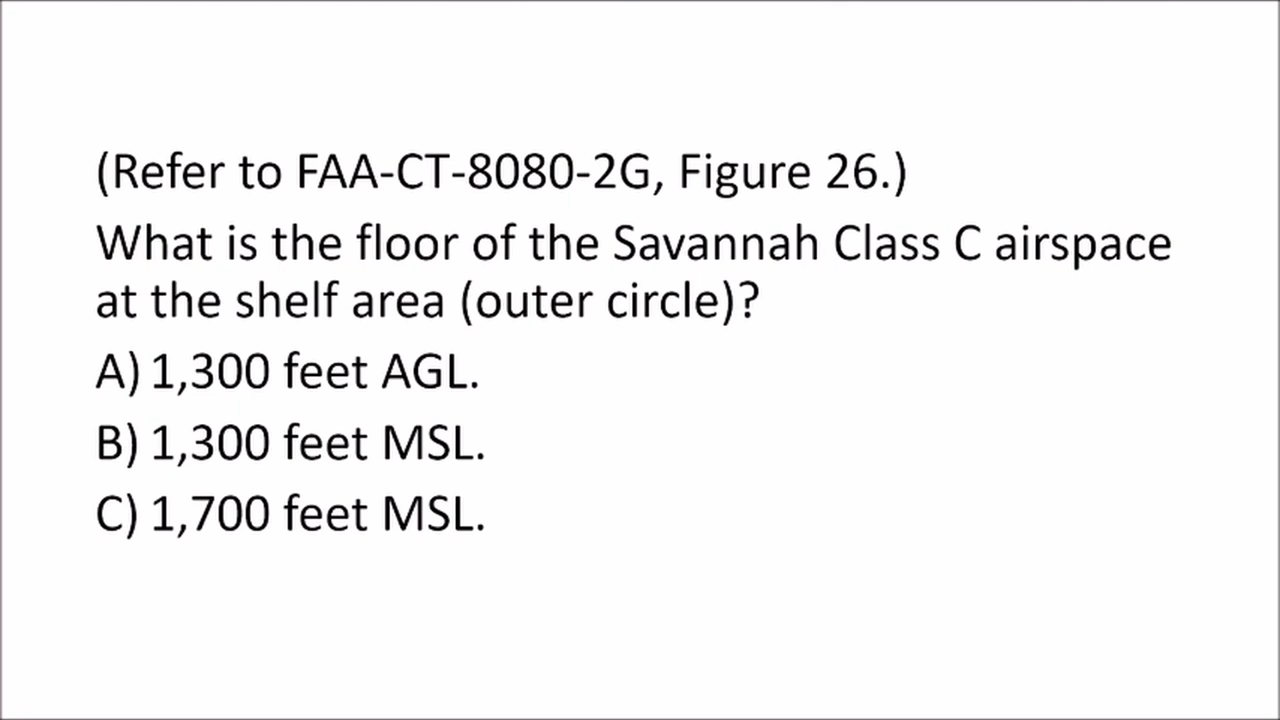 (Refer to FAA-CT-8080-2G, Figure 26.)
What is the floor of the Savannah Class C airspace
at the shelf area (outer circle)?
A) 1,300 feet AGL.
B) 1,300 feet MSL.
C) 1,700 feet MSL.